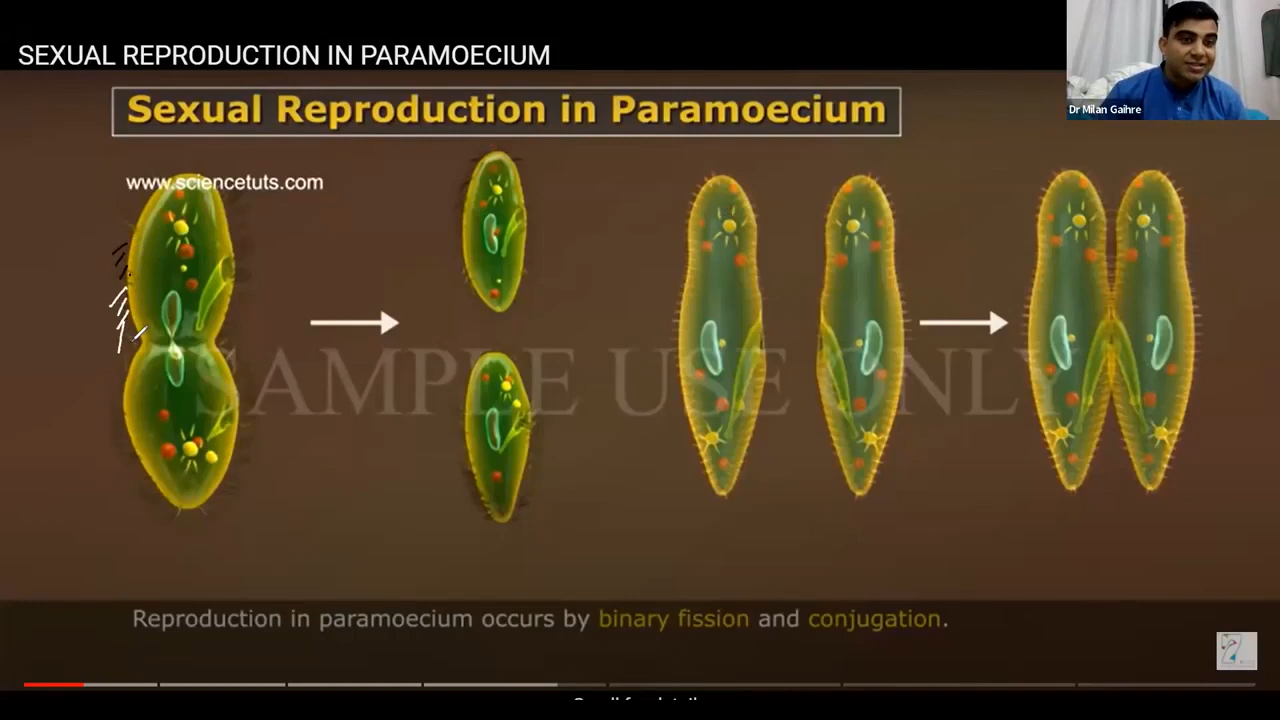 SEXUAL REPRODUCTION IN PARAMOECIUM
Dr Milan Gaihre
Sexual Reproduction in Paramoecium
www.sciencetuts.com
SAMPLE USE ONLY
Reproduction in paramoecium occurs by binary fission and conjugation.